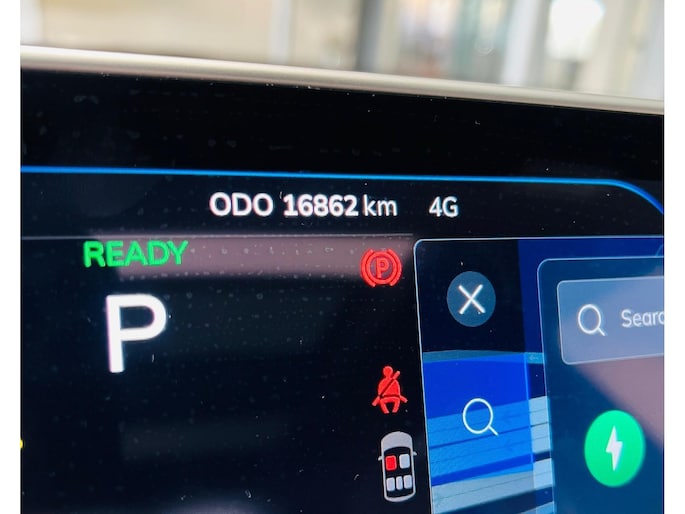 ODO 16862 km 4G
READY
P
P
Searc